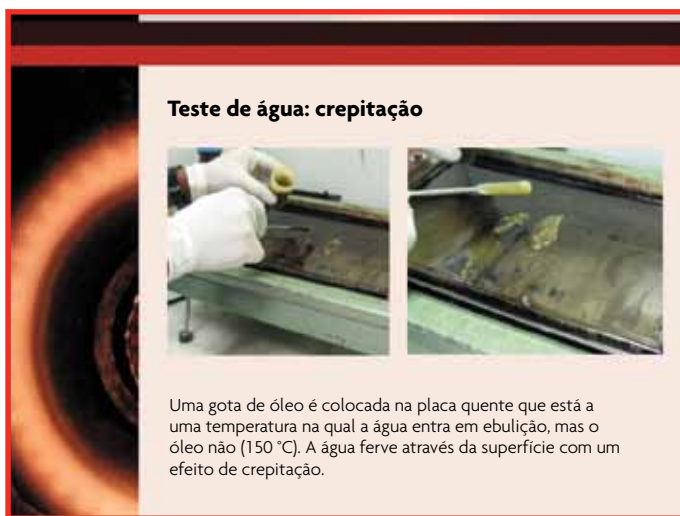 Teste de água: crepitação
Uma gota de óleo é colocada na placa quente que está a
uma temperatura na qual a água entra em ebulição, mas o
óleo não (150 °C). A água ferve através da superfície com um
efeito de crepitação.